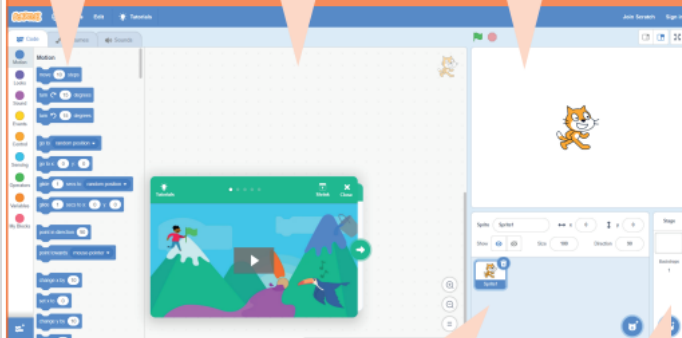 SCRATCH Edit Tutorials Join Scratch Sign in
Code Sounds
Motion Motion
Looks
Sound
Events
Control
Sensing
Operators
Variables
My Blocks
move 10 steps
turn 15 degrees
turn 15 degrees
go to random position
go to x: 0 y: 0
glide 1 secs to random position
glide 1 secs to x: 0 y: 0
point in direction 90
point towards mouse-pointer
change x by 10
set x to 0
change y by 10
Tutorials Shrink Close
Sprite Sprite1 x 0 y 0
Show Size 100 Direction 90
Sprite1
Stage
Backdrops
1